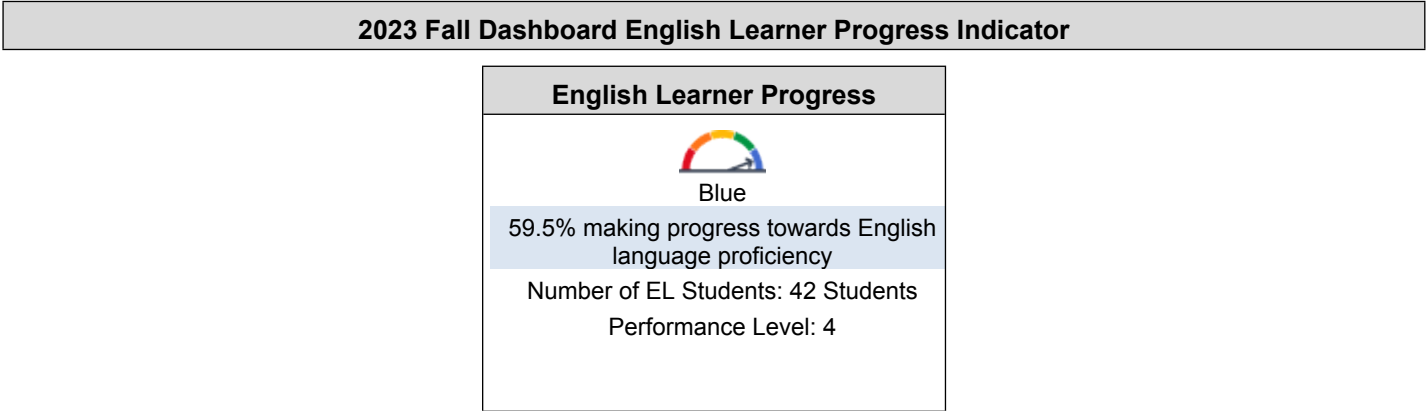 2023 Fall Dashboard English Learner Progress Indicator
English Learner Progress
Blue
59.5% making progress towards English
language proficiency
Number of EL Students: 42 Students
Performance Level: 4